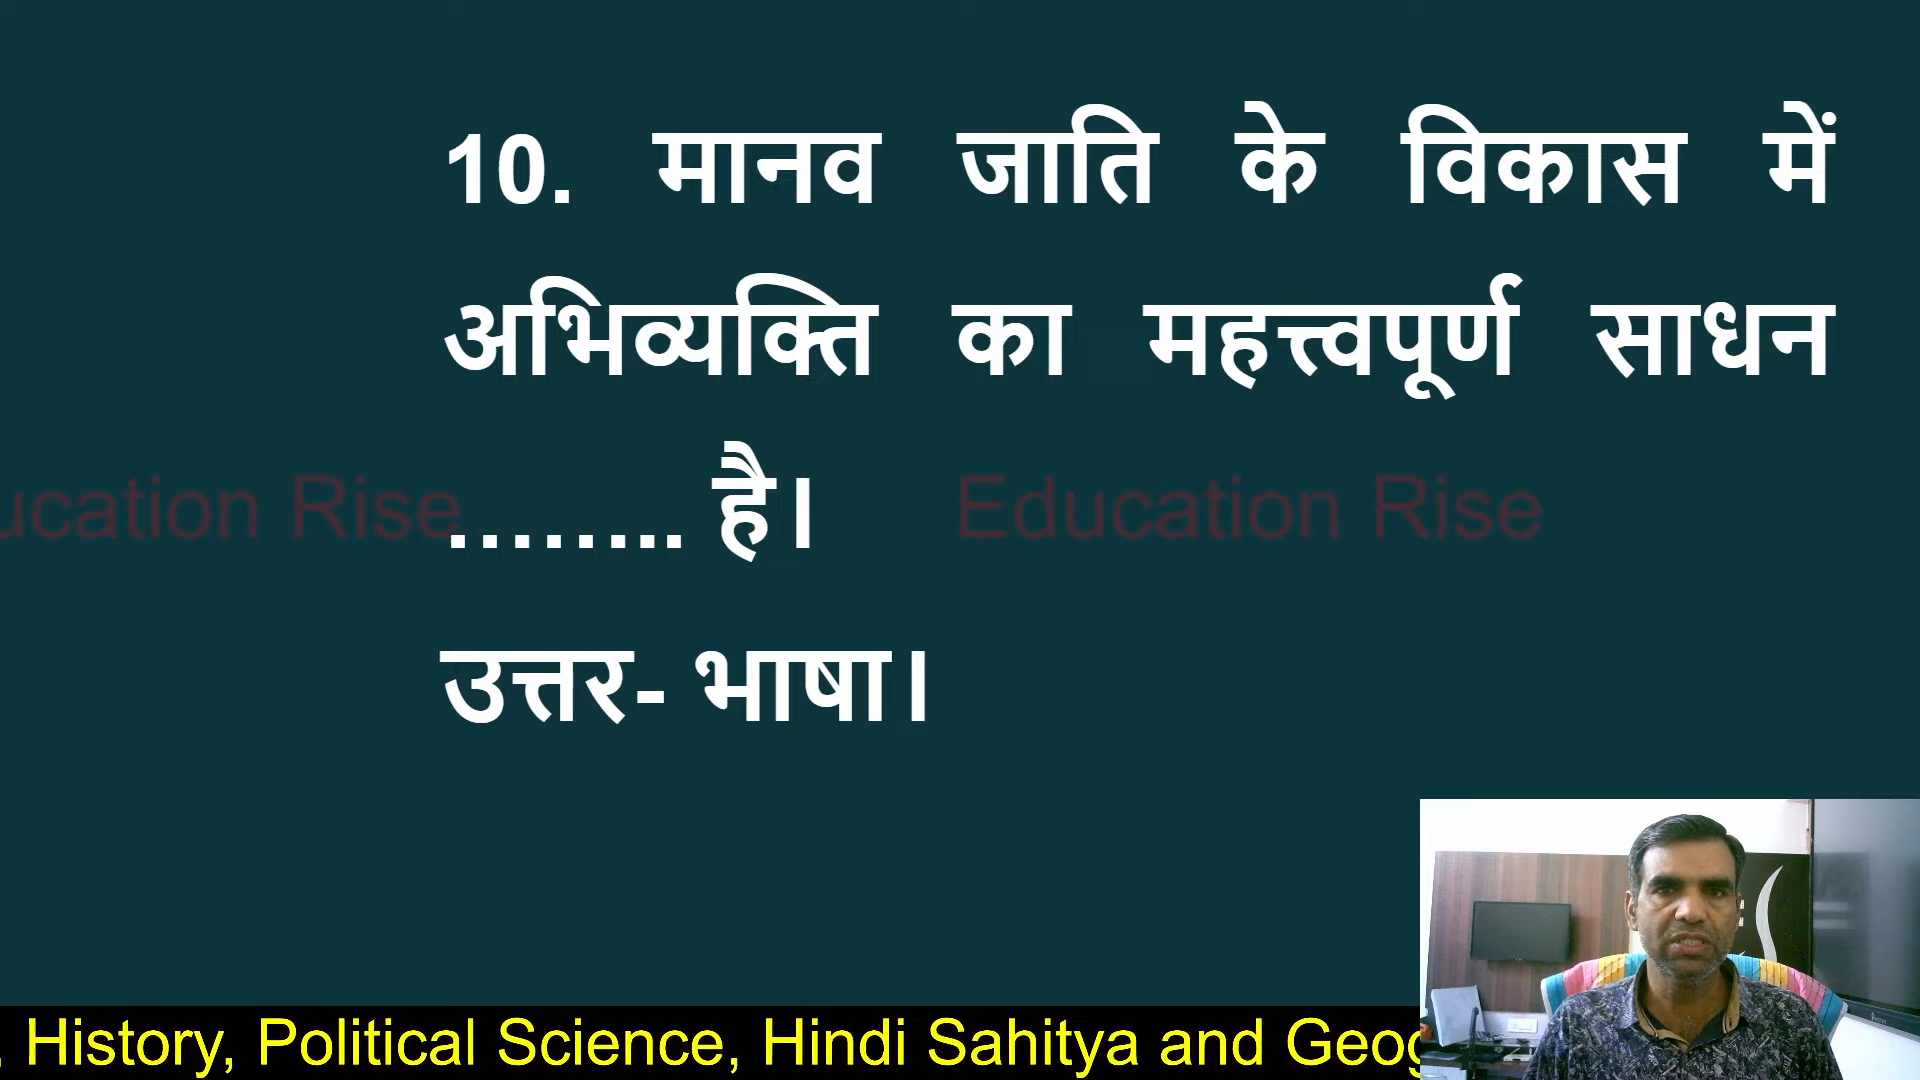 10. मानव जाति के विकास में
अभिव्यक्ति का महत्त्वपूर्ण साधन
…….. है।
ucation Rise Education Rise
उत्तर- भाषा।
, History, Political Science, Hindi Sahitya and Geog